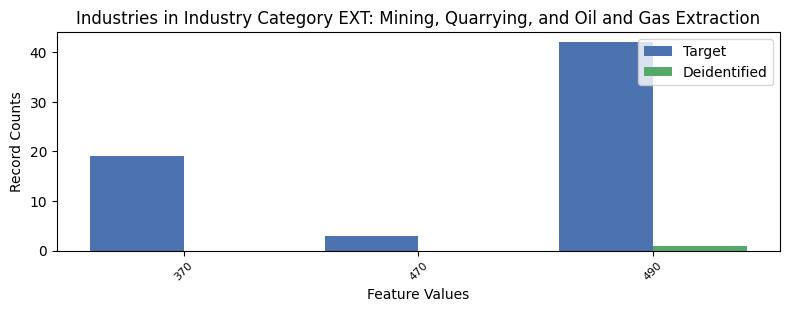 Industries in Industry Category EXT: Mining, Quarrying, and Oil and Gas Extraction
Target
Deidentified
Record Counts
40
30
20
10
0
370
470
490
Feature Values